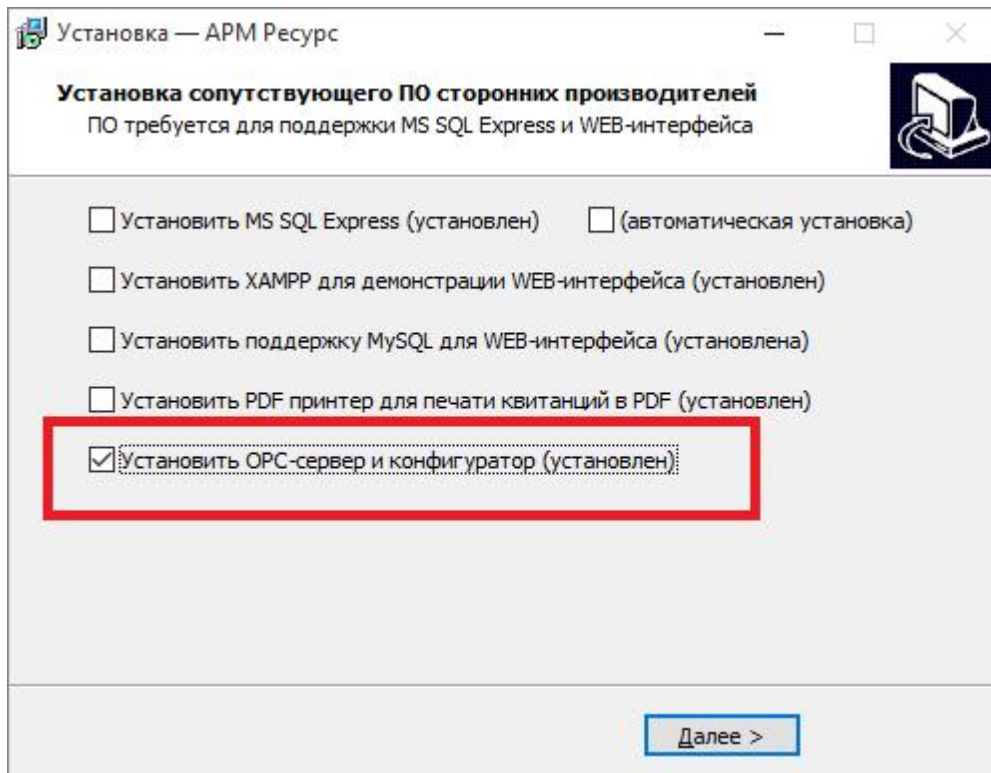 Установка — АРМ Ресурс
Установка сопутствующего ПО сторонних производителей
ПО требуется для поддержки MS SQL Express и WEB-интерфейса
Установить MS SQL Express (установлен) (автоматическая установка)
Установить XAMPP для демонстрации WEB-интерфейса (установлен)
Установить поддержку MySQL для WEB-интерфейса (установлена)
Установить PDF принтер для печати квитанций в PDF (установлен)
Установить OPC-сервер и конфигуратор (установлен)
Далее >